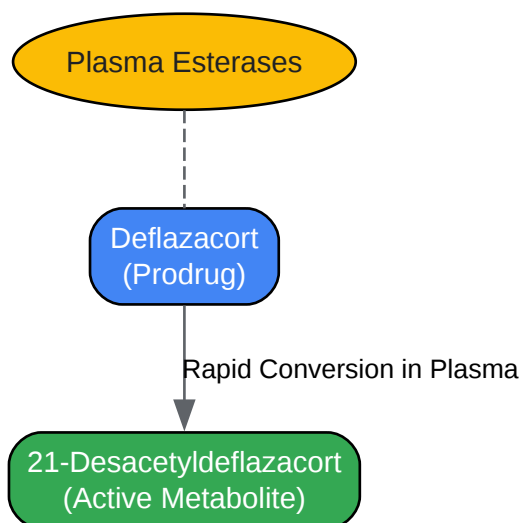 Plasma Esterases
Deflazacort
(Prodrug)
Rapid Conversion in Plasma
21-Desacetyldeflazacort
(Active Metabolite)